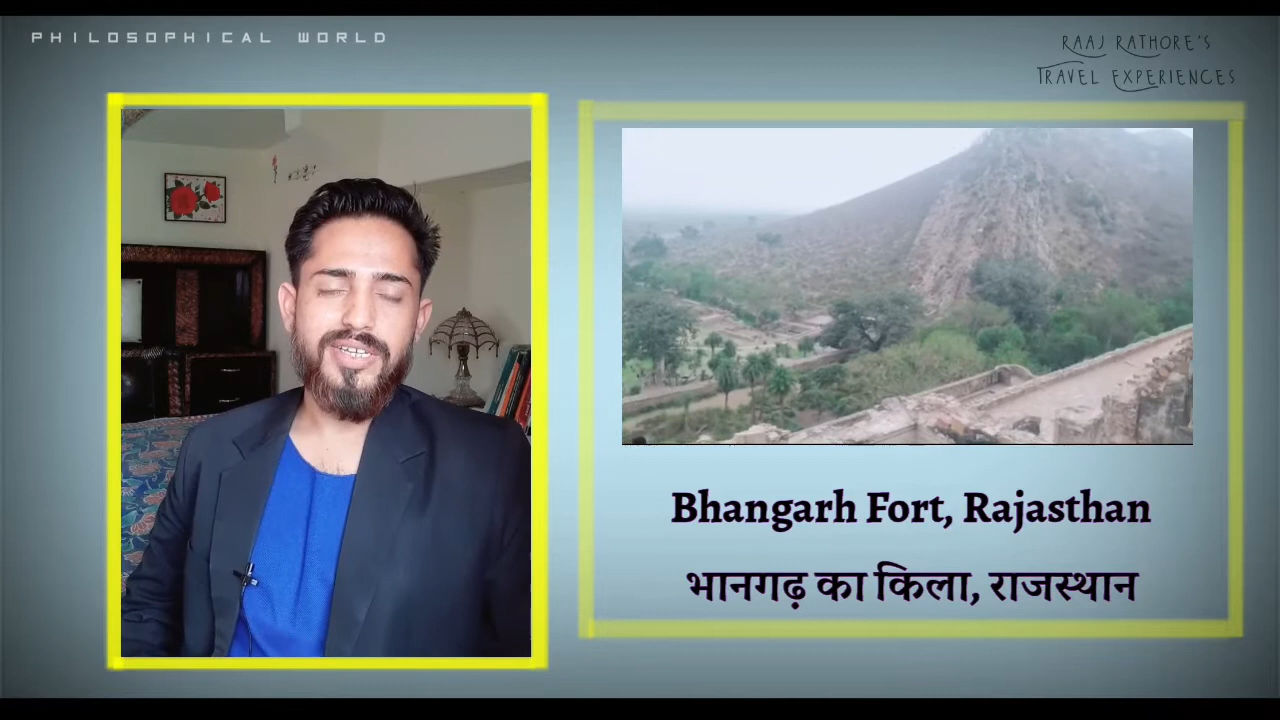 PHILOSOPHICAL WORLD
RAAJ RATHORE'S
TRAVEL EXPERIENCES
Bhangarh Fort, Rajasthan
भानगढ़ का किला, राजस्थान